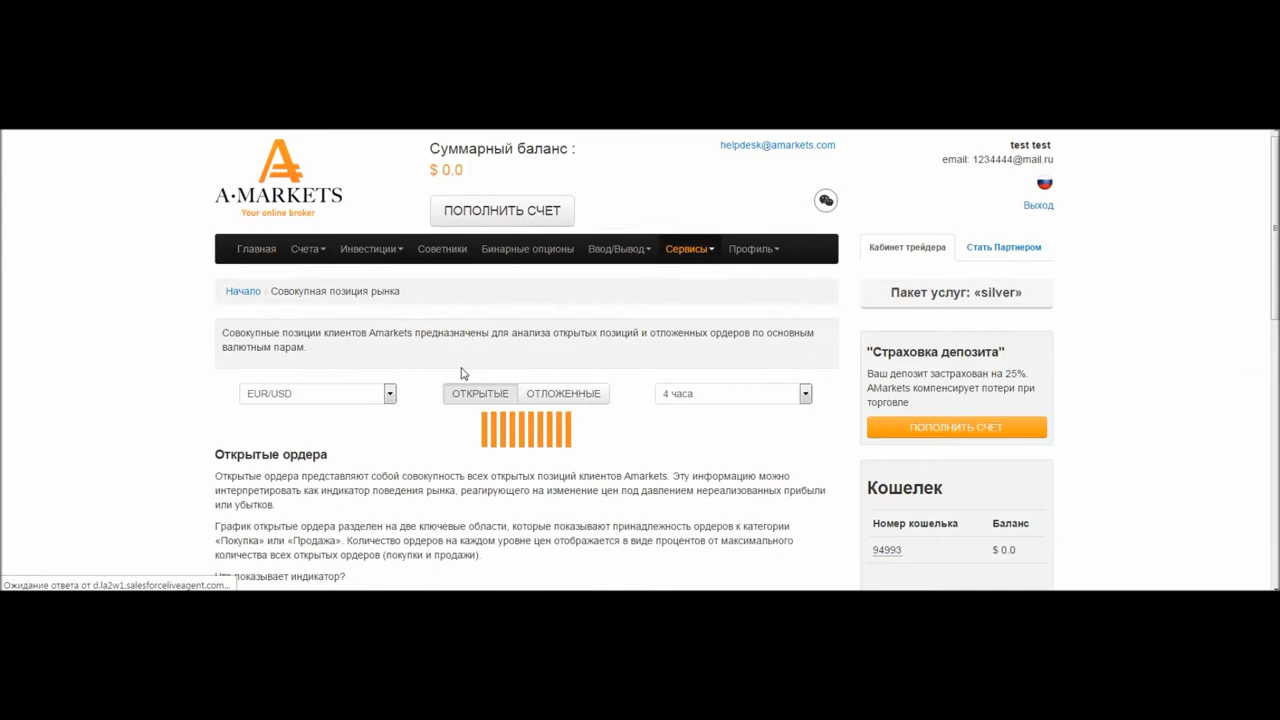 A·MARKETS
Your online broker
Суммарный баланс :
$ 0.0
ПОПОЛНИТЬ СЧЕТ
helpdesk@amarkets.com
test test
email: 1234444@mail.ru
Выход
Главная Счета Инвестиции Советники Бинарные опционы Ввод/Вывод Сервисы Профиль
Кабинет трейдера Стать Партнером
Начало / Совокупная позиция рынка
Пакет услуг: «silver»
Совокупные позиции клиентов Amarkets предназначены для анализа открытых позиций и отложенных ордеров по основным
валютным парам.
EUR/USD
ОТКРЫТЫЕ ОТЛОЖЕННЫЕ
4 часа
"Страховка депозита"
Ваш депозит застрахован на 25%.
AMarkets компенсирует потери при
торговле
ПОПОЛНИТЬ СЧЕТ
Открытые ордера
Открытые ордера представляют собой совокупность всех открытых позиций клиентов Amarkets. Эту информацию можно
интерпретировать как индикатор поведения рынка, реагирующего на изменение цен под давлением нереализованных прибыли
или убытков.
График открытые ордера разделен на две ключевые области, которые показывают принадлежность ордеров к категории
«Покупка» или «Продажа». Количество ордеров на каждом уровне цен отображается в виде процентов от максимального
количества всех открытых ордеров (покупки и продажи).
показывает индикатор?
Кошелек
Номер кошелька Баланс
94993 $ 0.0
Ожидание ответа от d.la2w1.salesforceliveagent.com...